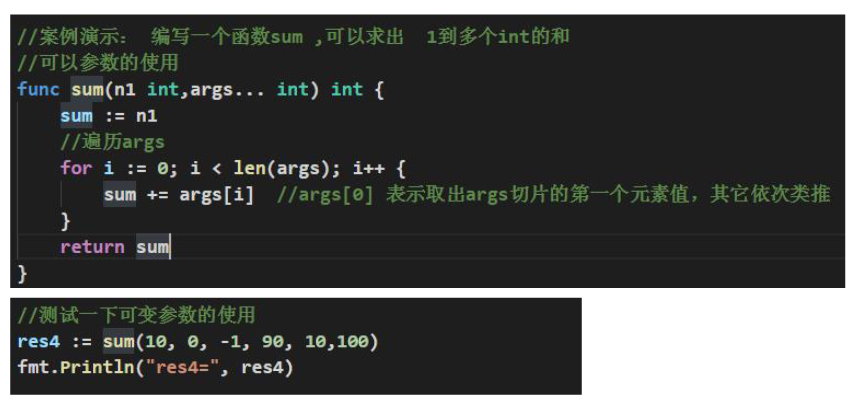 //案例演示： 编写一个函数sum ,可以求出  1到多个int的和
//可以参数的使用
func sum(n1 int,args... int) int {
    sum := n1
    //遍历args
    for i := 0; i < len(args); i++ {
        sum += args[i]  //args[0] 表示取出args切片的第一个元素值，其它依次类推
    }
    return sum
}
//测试一下可变参数的使用
res4 := sum(10, 0, -1, 90, 10,100)
fmt.Println("res4=", res4)